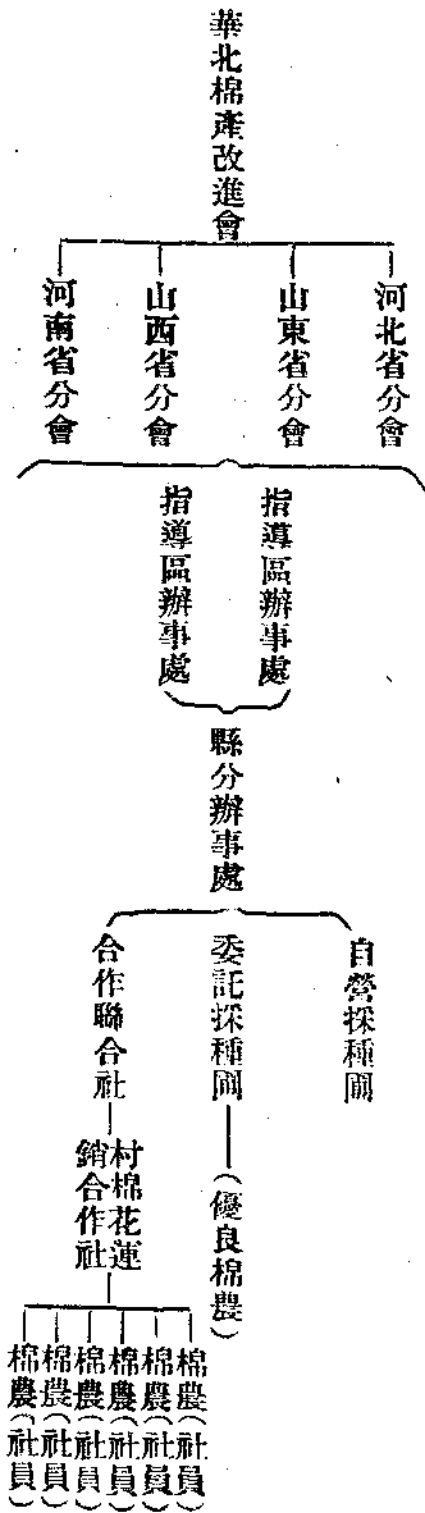 華北棉產改進會
河北省分會
山東省分會
山西省分會
河南省分會
指導區辦事處
指導區辦事處
縣分辦事處
自營採種圃
委託採種圃
(優良棉農)
合作聯合社
村棉花運
銷合作社
棉農(社員)
棉農(社員)
棉農(社員)
棉農(社員)
棉農(社員)
棉農(社員)